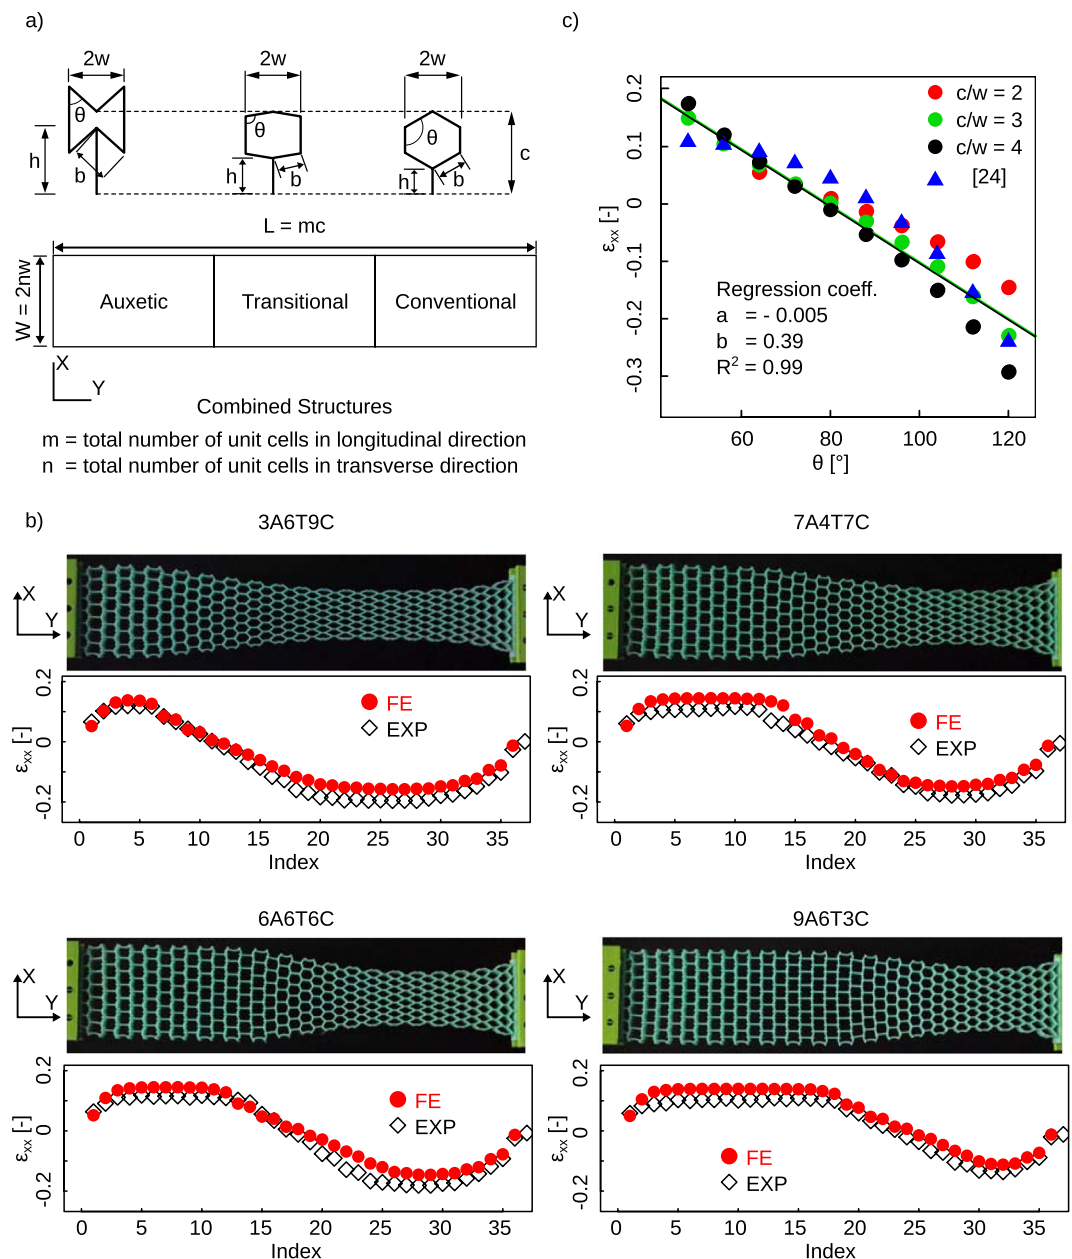 a)
2w
2w
2w
θ
h
b
θ
h
b
θ
h
b
c
L = mc
W = 2nw
Auxetic
Transitional
Conventional
X
Y
Combined Structures
m = total number of unit cells in longitudinal direction
n = total number of unit cells in transverse direction
c)
c/w = 2
c/w = 3
c/w = 4
[24]
0.2
0.1
0
-0.1
-0.2
-0.3
εxx [-]
Regression coeff.
a = - 0.005
b = 0.39
R² = 0.99
60
80
100
120
θ [°]
b)
3A6T9C
X
Y
0.2
0
-0.2
εxx [-]
FE
EXP
0
5
10
15
20
25
30
35
Index
7A4T7C
X
Y
0.2
0
-0.2
εxx [-]
FE
EXP
0
5
10
15
20
25
30
35
Index
6A6T6C
X
Y
0.2
0
-0.2
εxx [-]
FE
EXP
0
5
10
15
20
25
30
35
Index
9A6T3C
X
Y
0.2
0
-0.2
εxx [-]
FE
EXP
0
5
10
15
20
25
30
35
Index